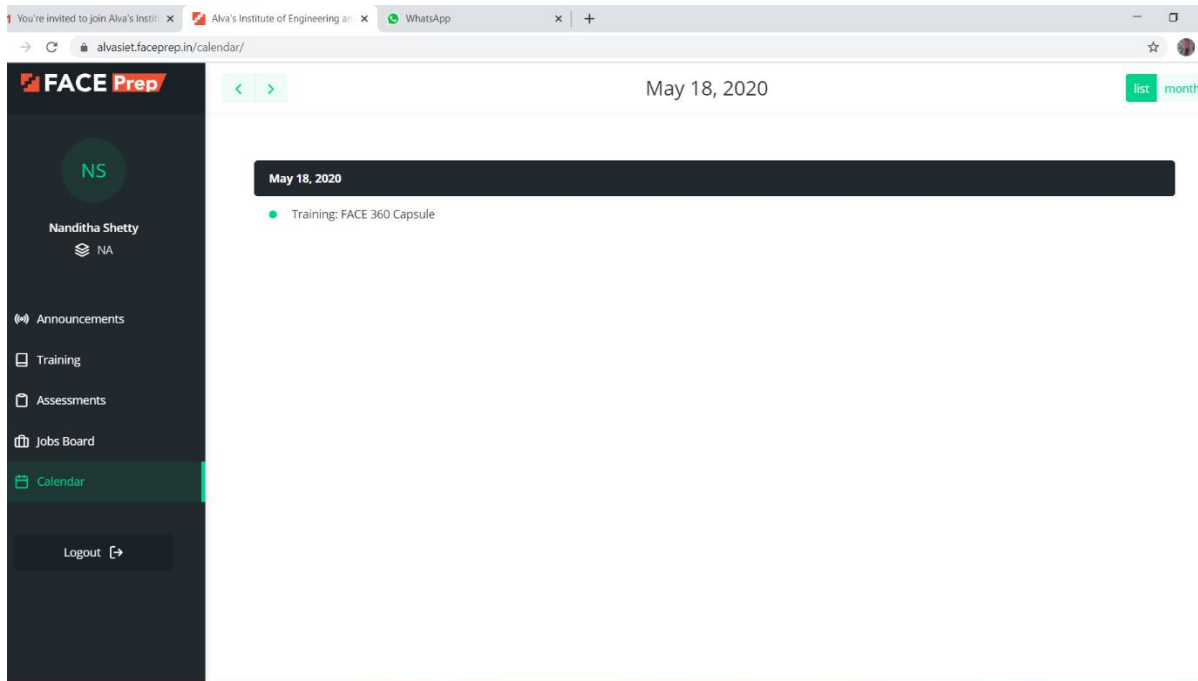 You're invited to join Alva's Instit
Alva's Institute of Engineering an
WhatsApp
alvasiet.faceprep.in/calendar/
FACE Prep
May 18, 2020
list month
NS
Nanditha Shetty
NA
May 18, 2020
Training: FACE 360 Capsule
Announcements
Training
Assessments
Jobs Board
Calendar
Logout